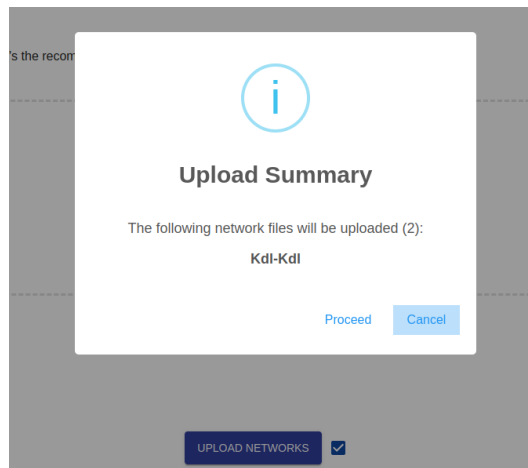 's the recom
i
Upload Summary
The following network files will be uploaded (2):
Kdl-Kdl
Proceed Cancel
UPLOAD NETWORKS